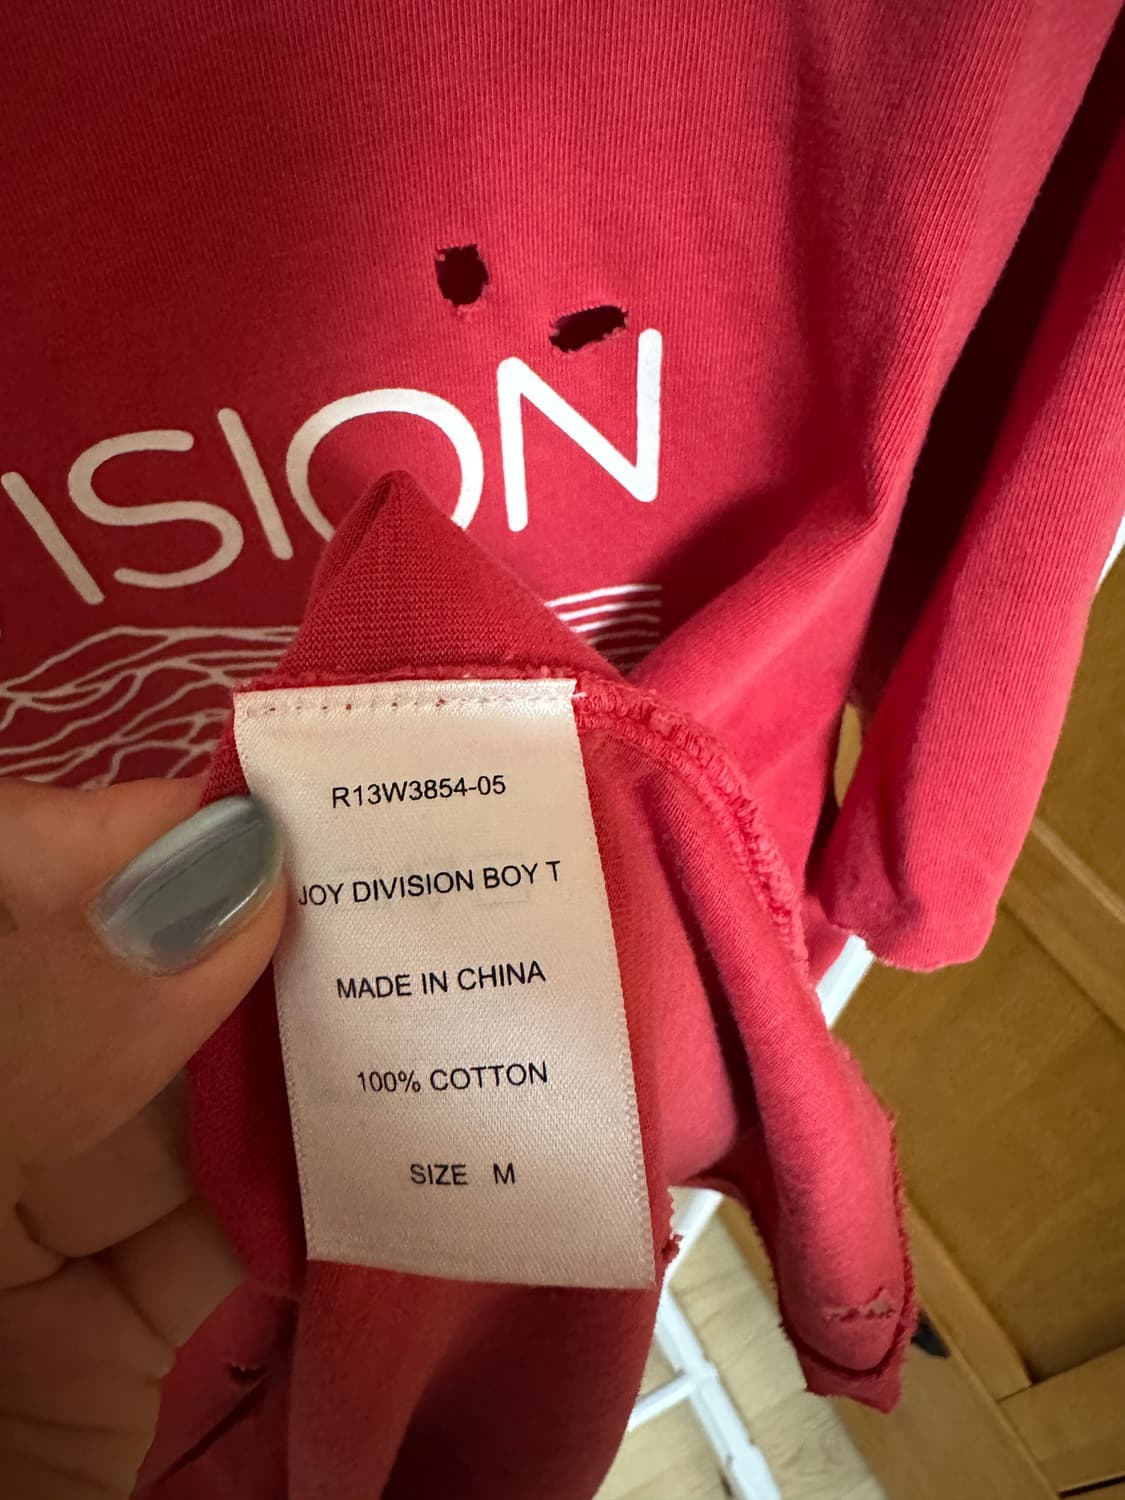 ISION
R13W3854-05
JOY DIVISION BOY T
MADE IN CHINA
100% COTTON
SIZE M